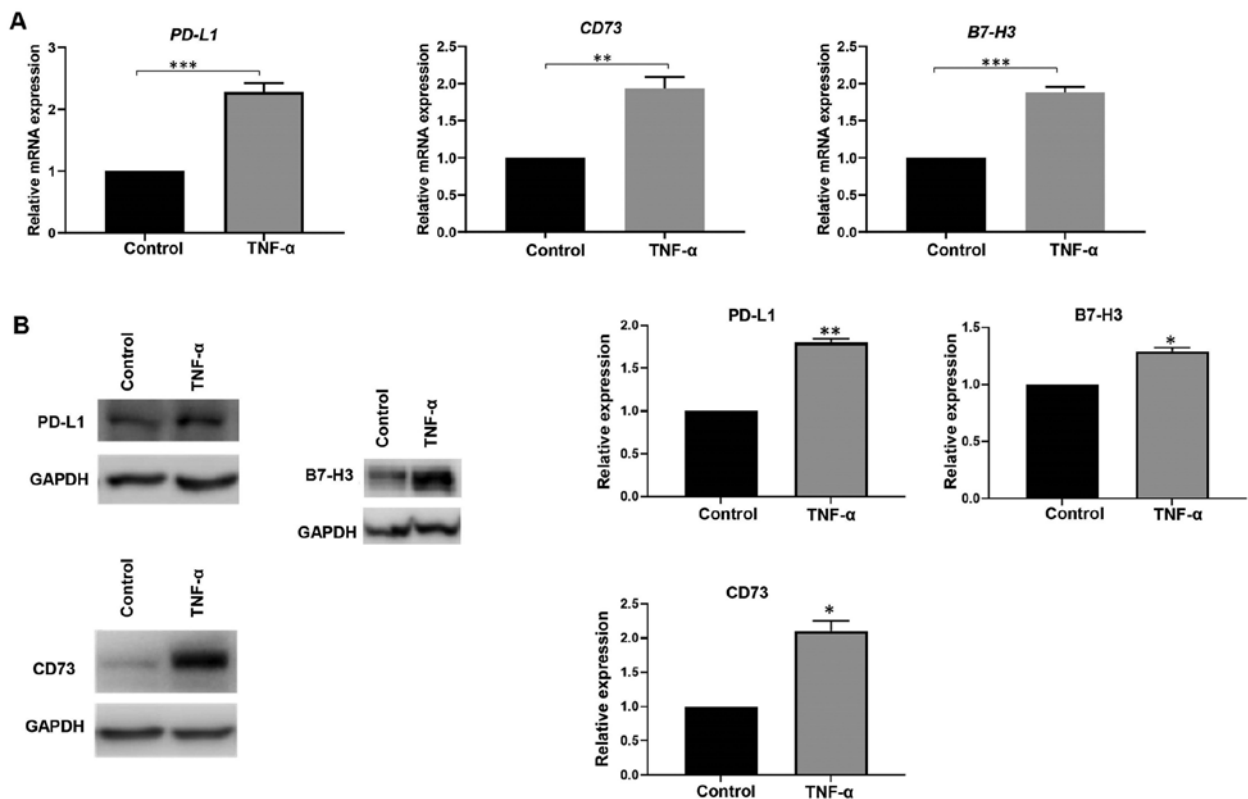 A
PD-L1
Relative mRNA expression
3
2
1
0
***
Control
TNF-α
CD73
Relative mRNA expression
2.5
2.0
1.5
1.0
0.5
0.0
**
Control
TNF-α
B7-H3
Relative mRNA expression
2.5
2.0
1.5
1.0
0.5
0.0
***
Control
TNF-α
B
Control
TNF-α
PD-L1
GAPDH
Control
TNF-α
B7-H3
GAPDH
Control
TNF-α
CD73
GAPDH
PD-L1
Relative expression
2.0
1.5
1.0
0.5
0.0
**
Control
TNF-α
B7-H3
Relative expression
1.5
1.0
0.5
0.0
*
Control
TNF-α
CD73
Relative expression
2.5
2.0
1.5
1.0
0.5
0.0
*
Control
TNF-α